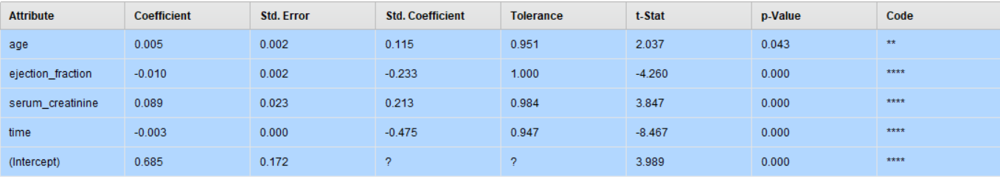 Attribute Coefficient Std. Error Std. Coefficient Tolerance t-Stat p-Value Code
age 0.005 0.002 0.115 0.951 2.037 0.043 **
ejection_fraction -0.010 0.002 -0.233 1.000 -4.260 0.000 ****
serum_creatinine 0.089 0.023 0.213 0.984 3.847 0.000 ****
time -0.003 0.000 -0.475 0.947 -8.467 0.000 ****
(Intercept) 0.685 0.172 ? ? 3.989 0.000 ****